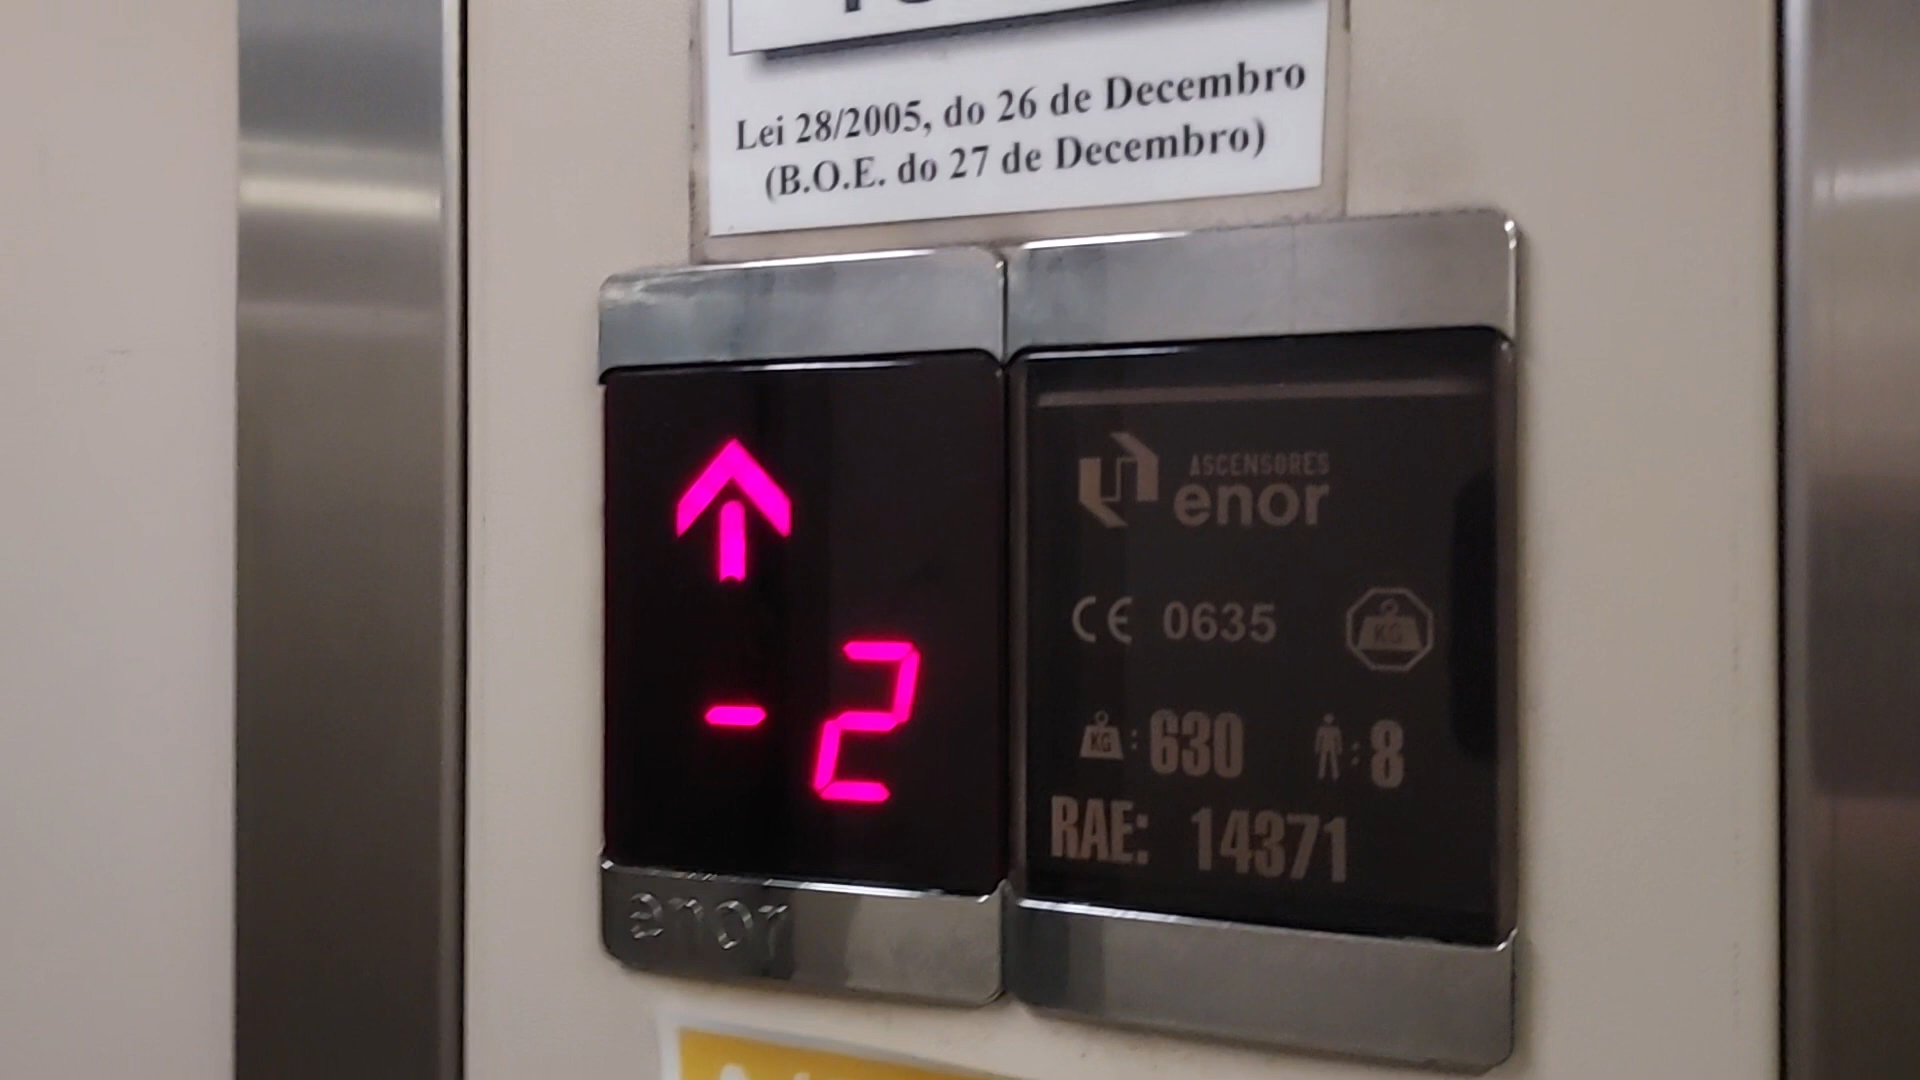 Lei 28/2005, do 26 de Decembro
(B.O.E. do 27 de Decembro)
-2
enor
ASCENSORES
enor
CE 0635
KG
KG: 630 : 8
RAE: 14371